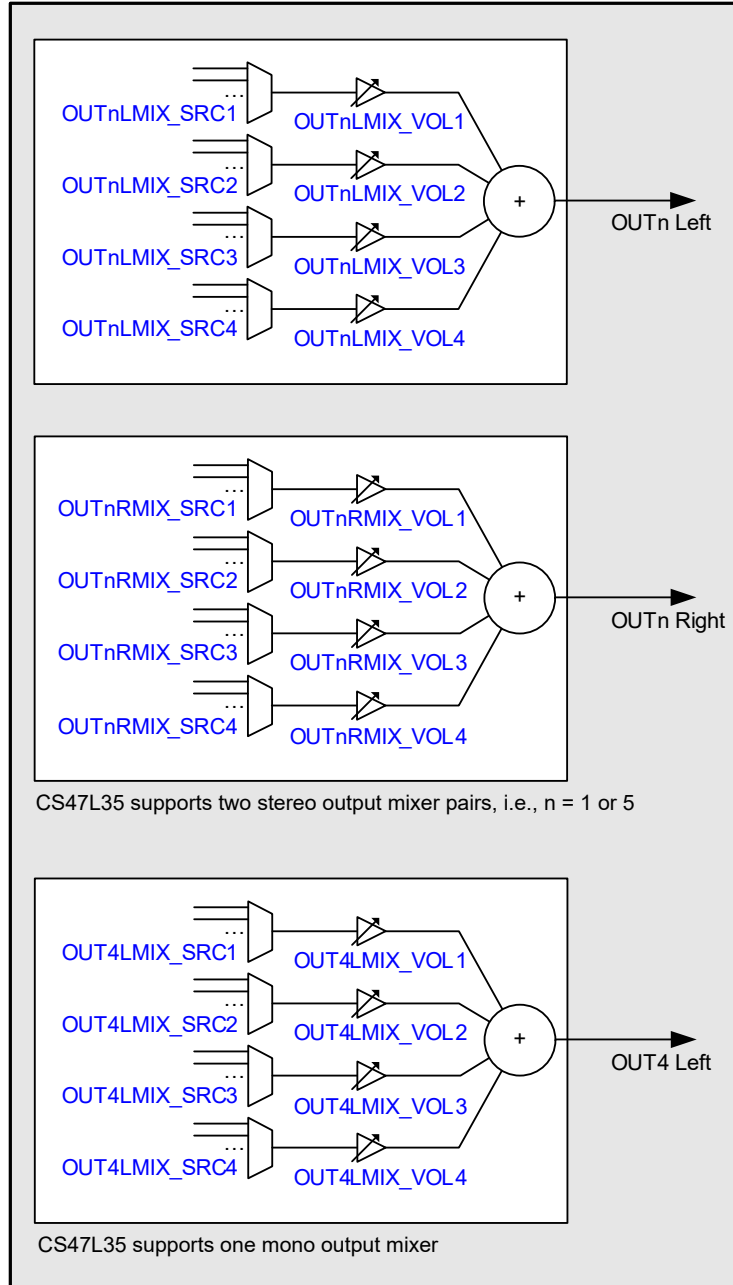 ...
OUTnLMIX_SRC1
OUTnLMIX_VOL1
...
OUTnLMIX_SRC2
OUTnLMIX_VOL2
+
OUTn Left
...
OUTnLMIX_SRC3
OUTnLMIX_VOL3
...
OUTnLMIX_SRC4
OUTnLMIX_VOL4
...
OUTnRMIX_SRC1
OUTnRMIX_VOL1
...
OUTnRMIX_SRC2
OUTnRMIX_VOL2
+
OUTn Right
...
OUTnRMIX_SRC3
OUTnRMIX_VOL3
...
OUTnRMIX_SRC4
OUTnRMIX_VOL4
CS47L35 supports two stereo output mixer pairs, i.e., n = 1 or 5
...
OUT4LMIX_SRC1
OUT4LMIX_VOL1
...
OUT4LMIX_SRC2
OUT4LMIX_VOL2
+
OUT4 Left
...
OUT4LMIX_SRC3
OUT4LMIX_VOL3
...
OUT4LMIX_SRC4
OUT4LMIX_VOL4
CS47L35 supports one mono output mixer